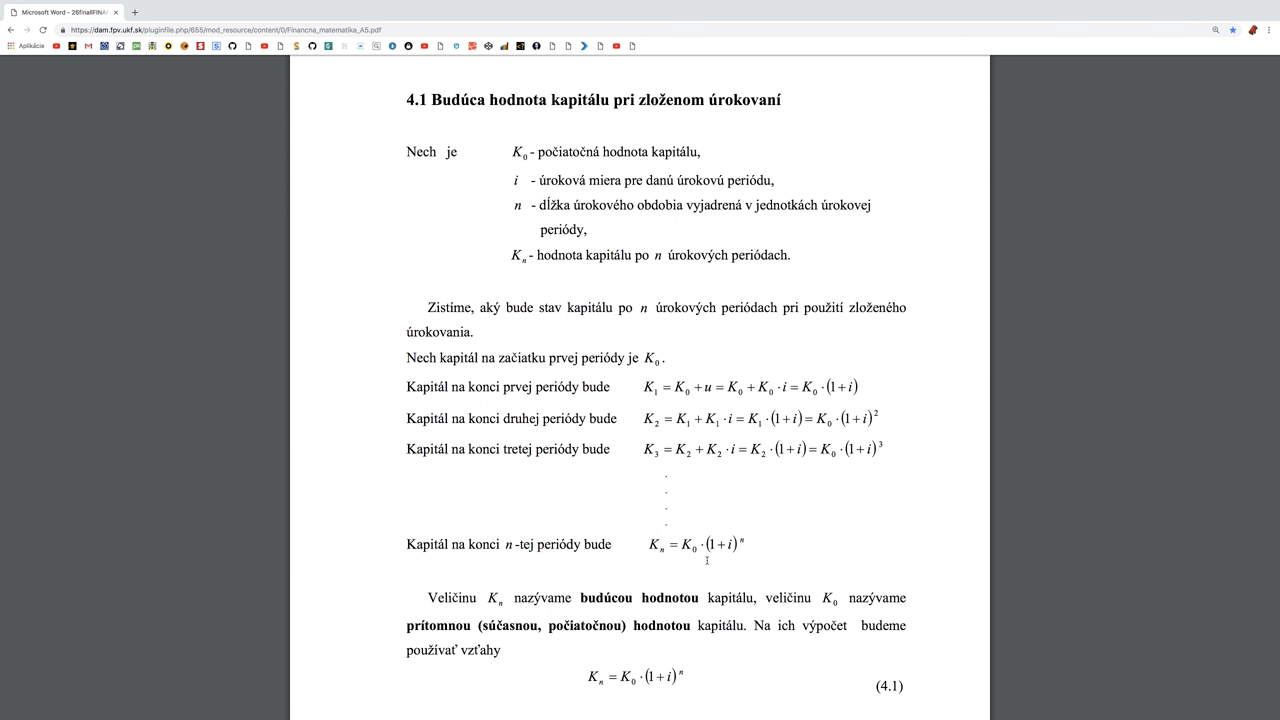 Microsoft Word - 26finallFINAN
https://dam.fpv.ukf.sk/pluginfile.php/655/mod_resource/content/0/Financna_matematika_A5.pdf
Aplikácie
4.1 Budúca hodnota kapitálu pri zloženom úrokovaní
Nech je K₀ - počiatočná hodnota kapitálu,
i - úroková miera pre danú úrokovú periódu,
n - dĺžka úrokového obdobia vyjadrená v jednotkách úrokovej
periódy,
Kₙ - hodnota kapitálu po n úrokových periódach.
Zistíme, aký bude stav kapitálu po n úrokových periódach pri použití zloženého
úrokovania.
Nech kapitál na začiatku prvej periódy je K₀.
Kapitál na konci prvej periódy bude K₁ = K₀ + u = K₀ + K₀ · i = K₀ · (1 + i)
Kapitál na konci druhej periódy bude K₂ = K₁ + K₁ · i = K₁ · (1 + i) = K₀ · (1 + i)²
Kapitál na konci tretej periódy bude K₃ = K₂ + K₂ · i = K₂ · (1 + i) = K₀ · (1 + i)³
.
.
.
.
Kapitál na konci n -tej periódy bude Kₙ = K₀ · (1 + i)ⁿ
Veličinu Kₙ nazývame budúcou hodnotou kapitálu, veličinu K₀ nazývame
prítomnou (súčasnou, počiatočnou) hodnotou kapitálu. Na ich výpočet budeme
používať vzťahy
Kₙ = K₀ · (1 + i)ⁿ
(4.1)